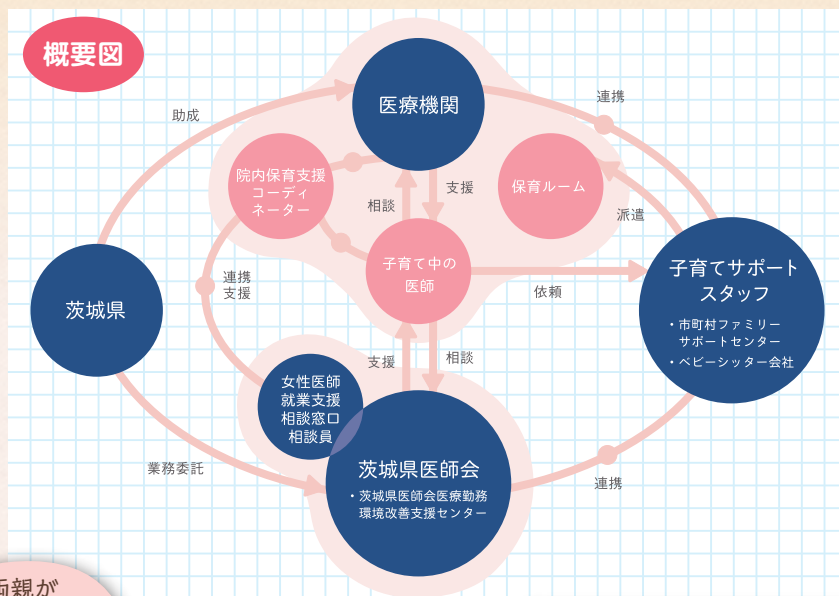 概要図
医療機関
助成
連携
院内保育支援
コーディ
ネーター
保育ルーム
相談
支援
派遣
子育て中の
医師
依頼
子育てサポート
スタッフ
・市町村ファミリー
サポートセンター
・ベビーシッター会社
茨城県
連携
支援
支援
相談
女性医師
就業支援
相談窓口
相談員
業務委託
茨城県医師会
・茨城県医師会医療勤務
環境改善支援センター
連携
両親が